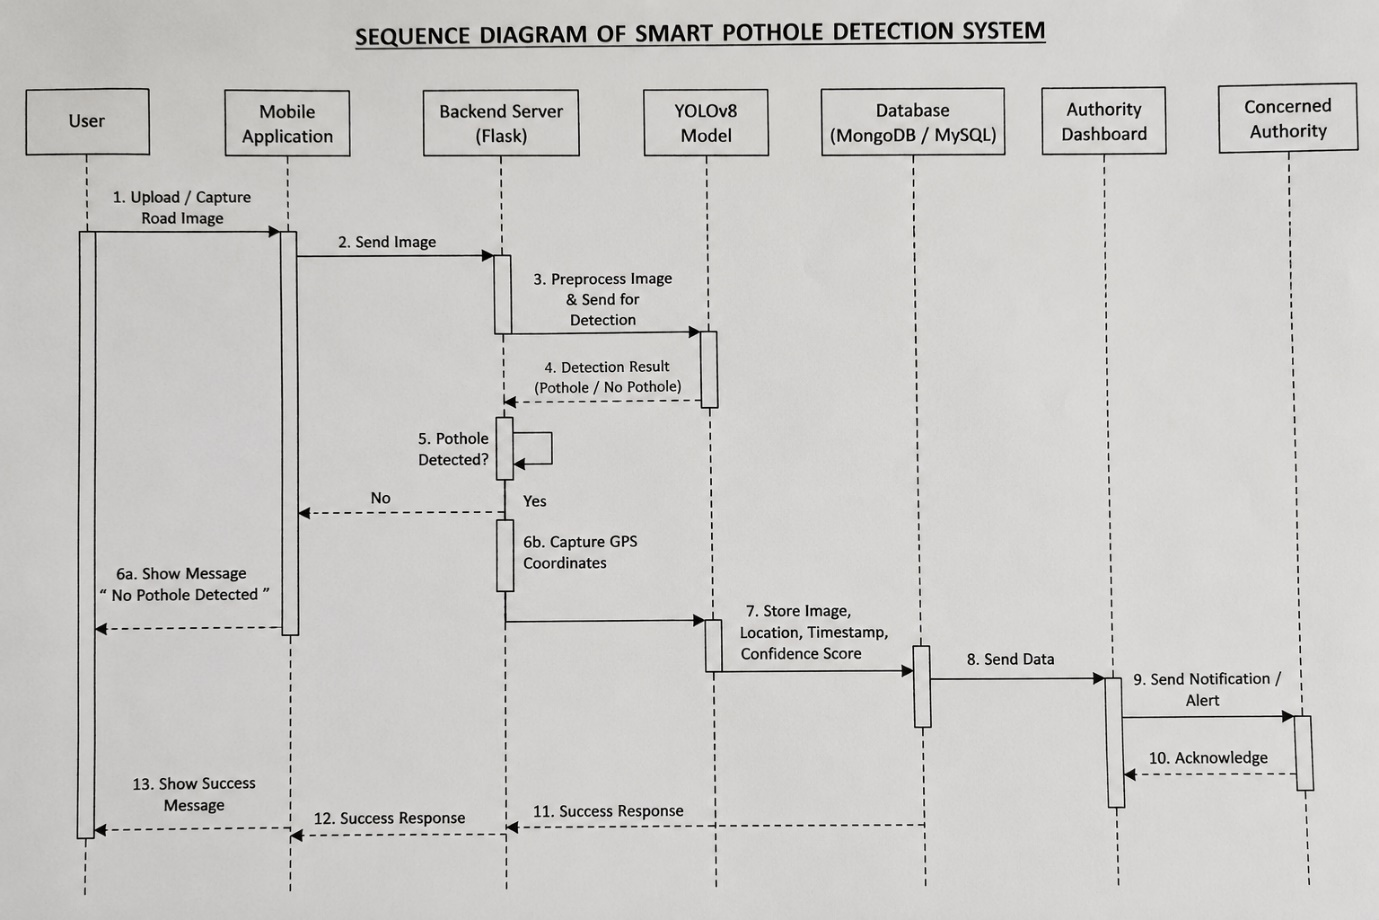 SEQUENCE DIAGRAM OF SMART POTHOLE DETECTION SYSTEM
User
Mobile
Application
Backend Server
(Flask)
YOLOv8
Model
Database
(MongoDB / MySQL)
Authority
Dashboard
Concerned
Authority
1. Upload / Capture
Road Image
2. Send Image
3. Preprocess Image
& Send for
Detection
4. Detection Result
(Pothole / No Pothole)
5. Pothole
Detected?
No
Yes
6b. Capture GPS
Coordinates
6a. Show Message
“ No Pothole Detected ”
7. Store Image,
Location, Timestamp,
Confidence Score
8. Send Data
9. Send Notification /
Alert
10. Acknowledge
11. Success Response
12. Success Response
13. Show Success
Message